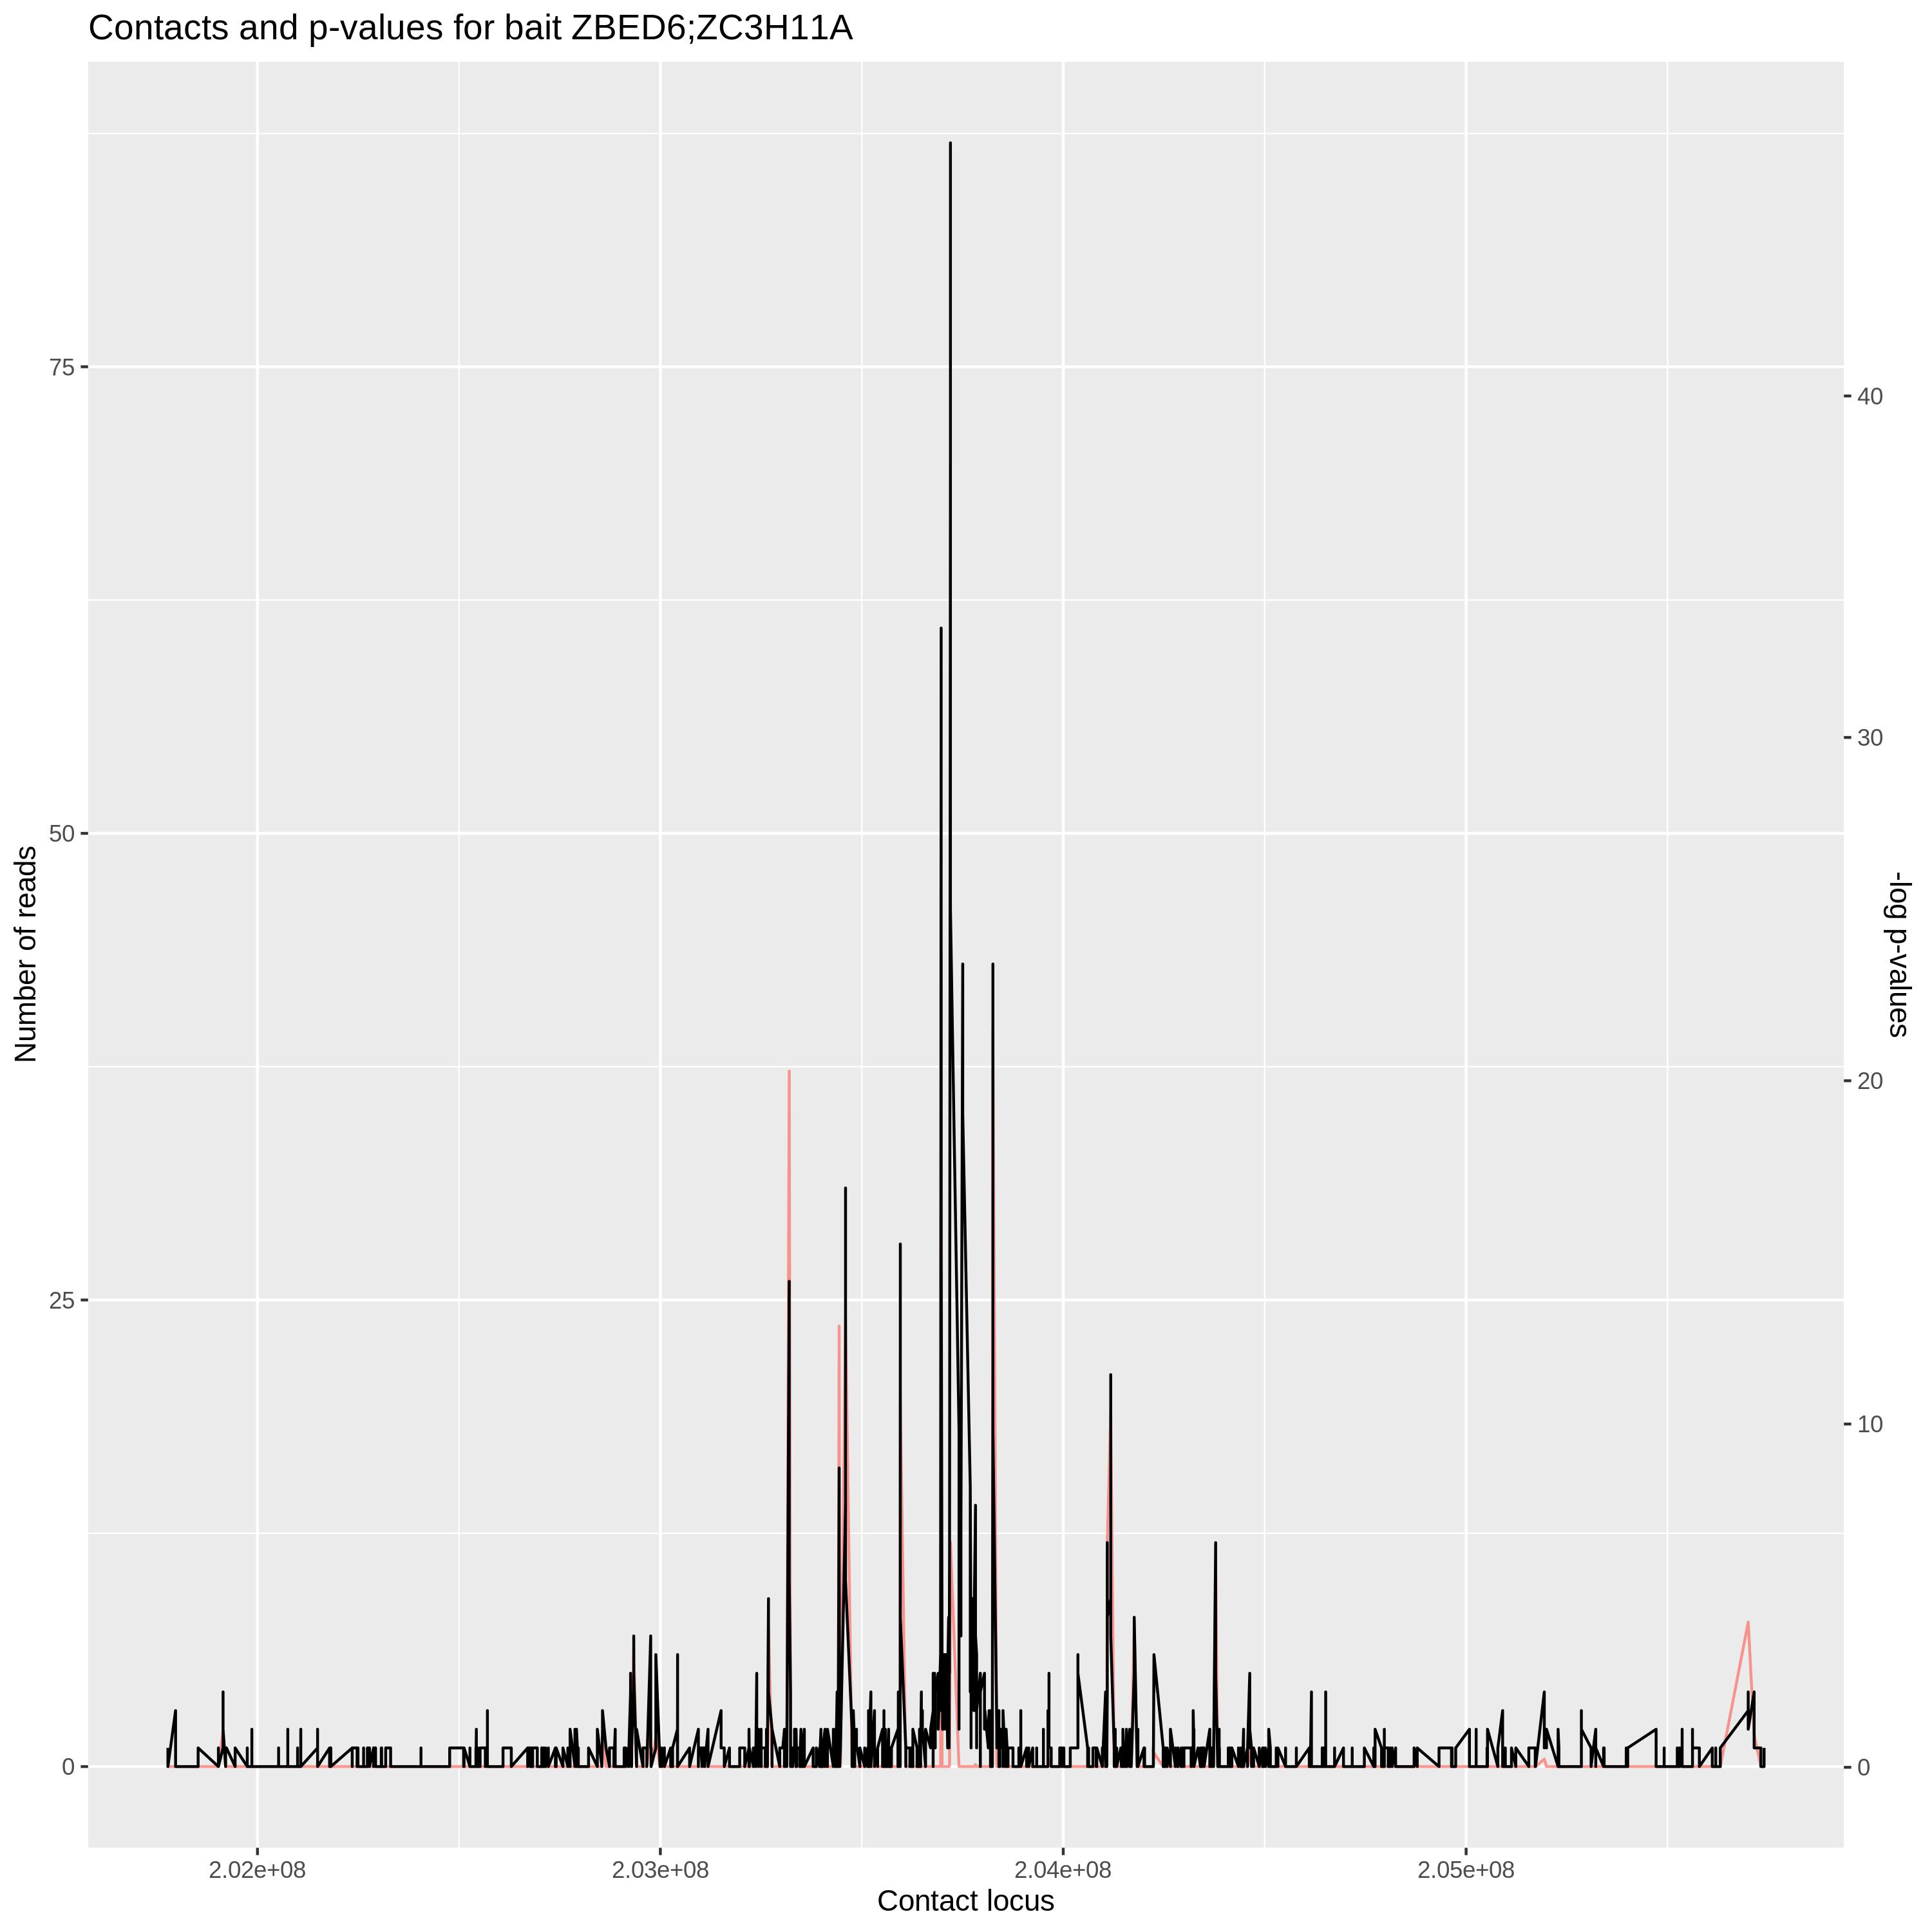 Contacts and p-values for bait ZBED6;ZC3H11A
75
50
25
0
Number of reads
40
30
20
10
0
-log p-values
2.02e+08 2.03e+08 2.04e+08 2.05e+08
Contact locus